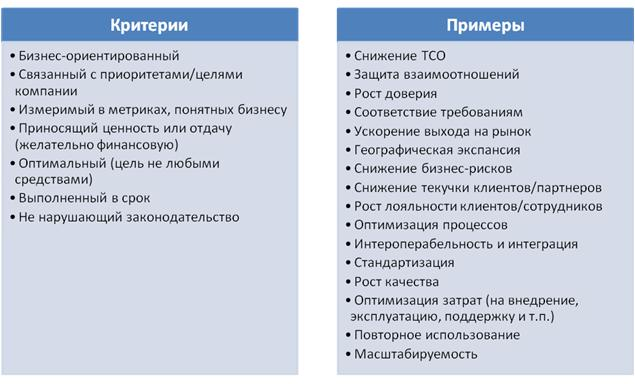 Критерии
• Бизнес-ориентированный
• Связанный с приоритетами/целями
компании
• Измеримый в метриках, понятных бизнесу
• Приносящий ценность или отдачу
(желательно финансовую)
• Оптимальный (цель не любыми
средствами)
• Выполненный в срок
• Не нарушающий законодательство
Примеры
• Снижение TCO
• Защита взаимоотношений
• Рост доверия
• Соответствие требованиям
• Ускорение выхода на рынок
• Географическая экспансия
• Снижение бизнес-рисков
• Снижение текучки клиентов/партнеров
• Рост лояльности клиентов/сотрудников
• Оптимизация процессов
• Интероперабельность и интеграция
• Стандартизация
• Рост качества
• Оптимизация затрат (на внедрение,
эксплуатацию, поддержку и т.п.)
• Повторное использование
• Масштабируемость